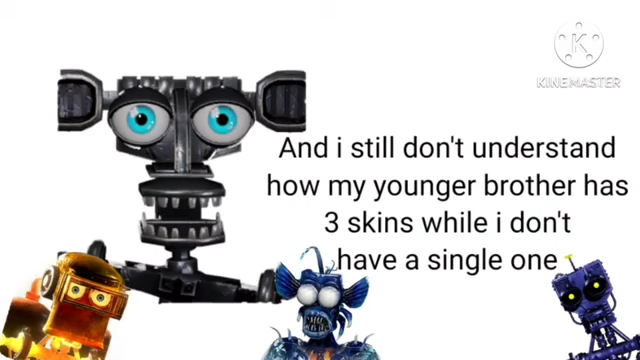 K
KINEMASTER
And i still don't understand
how my younger brother has
3 skins while i don't
have a single one